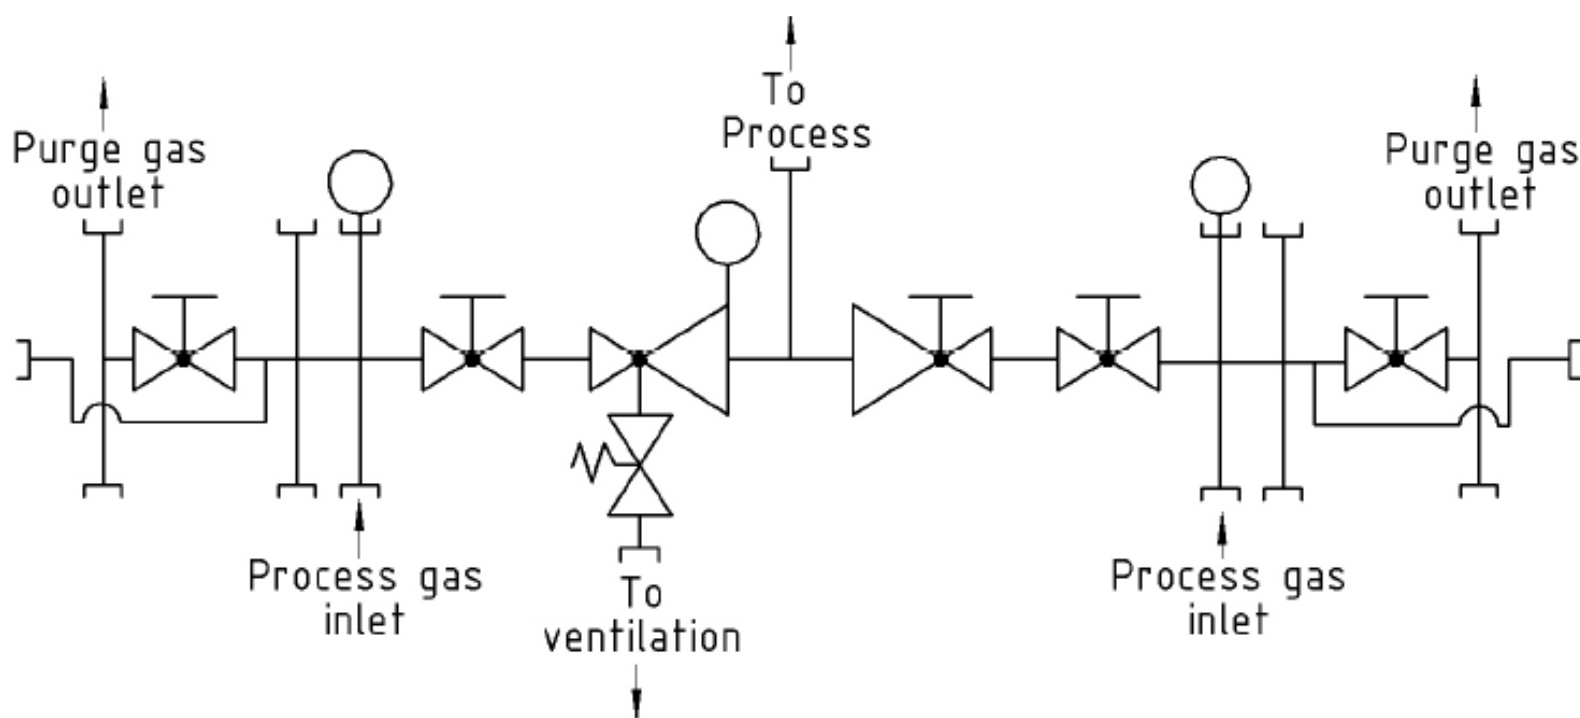 To
Process
Purge gas
outlet
Purge gas
outlet
Process gas
inlet
To
ventilation
Process gas
inlet